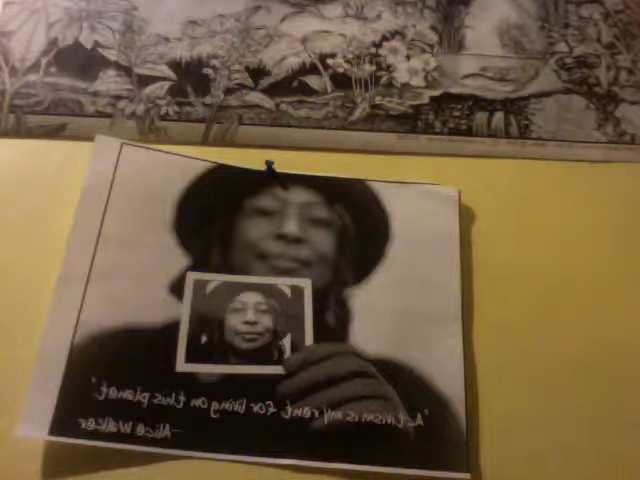 "Activism is my rent for living on this planet."
-Alice Walker